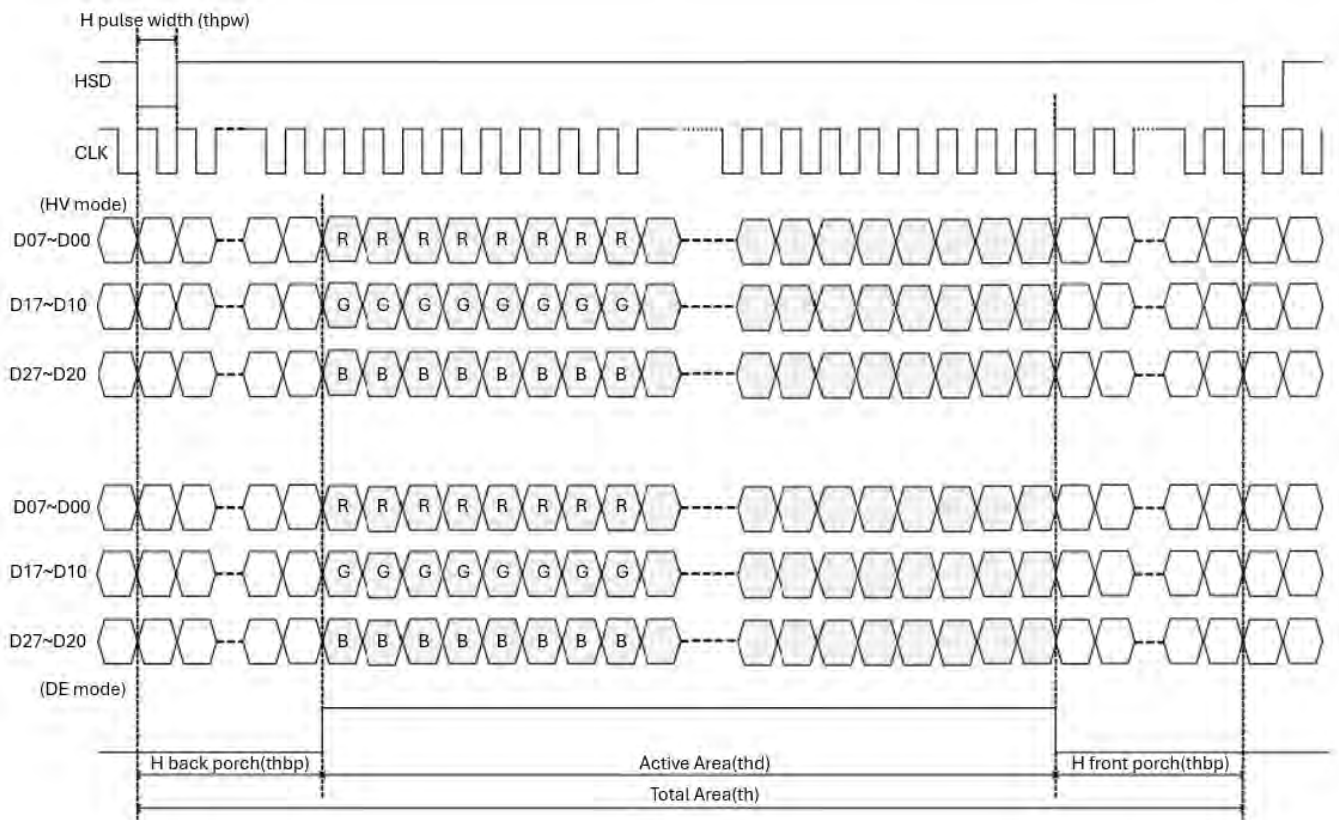 H pulse width (thpw)
HSD
CLK
(HV mode)
D07~D00 R R R R R R R R
D17~D10 G G G G G G G G
D27~D20 B B B B B B B B
D07~D00 R R R R R R R R
D17~D10 G G G G G G G G
D27~D20 B B B B B B B B
(DE mode)
H back porch(thbp) Active Area(thd) H front porch(thbp)
Total Area(th)